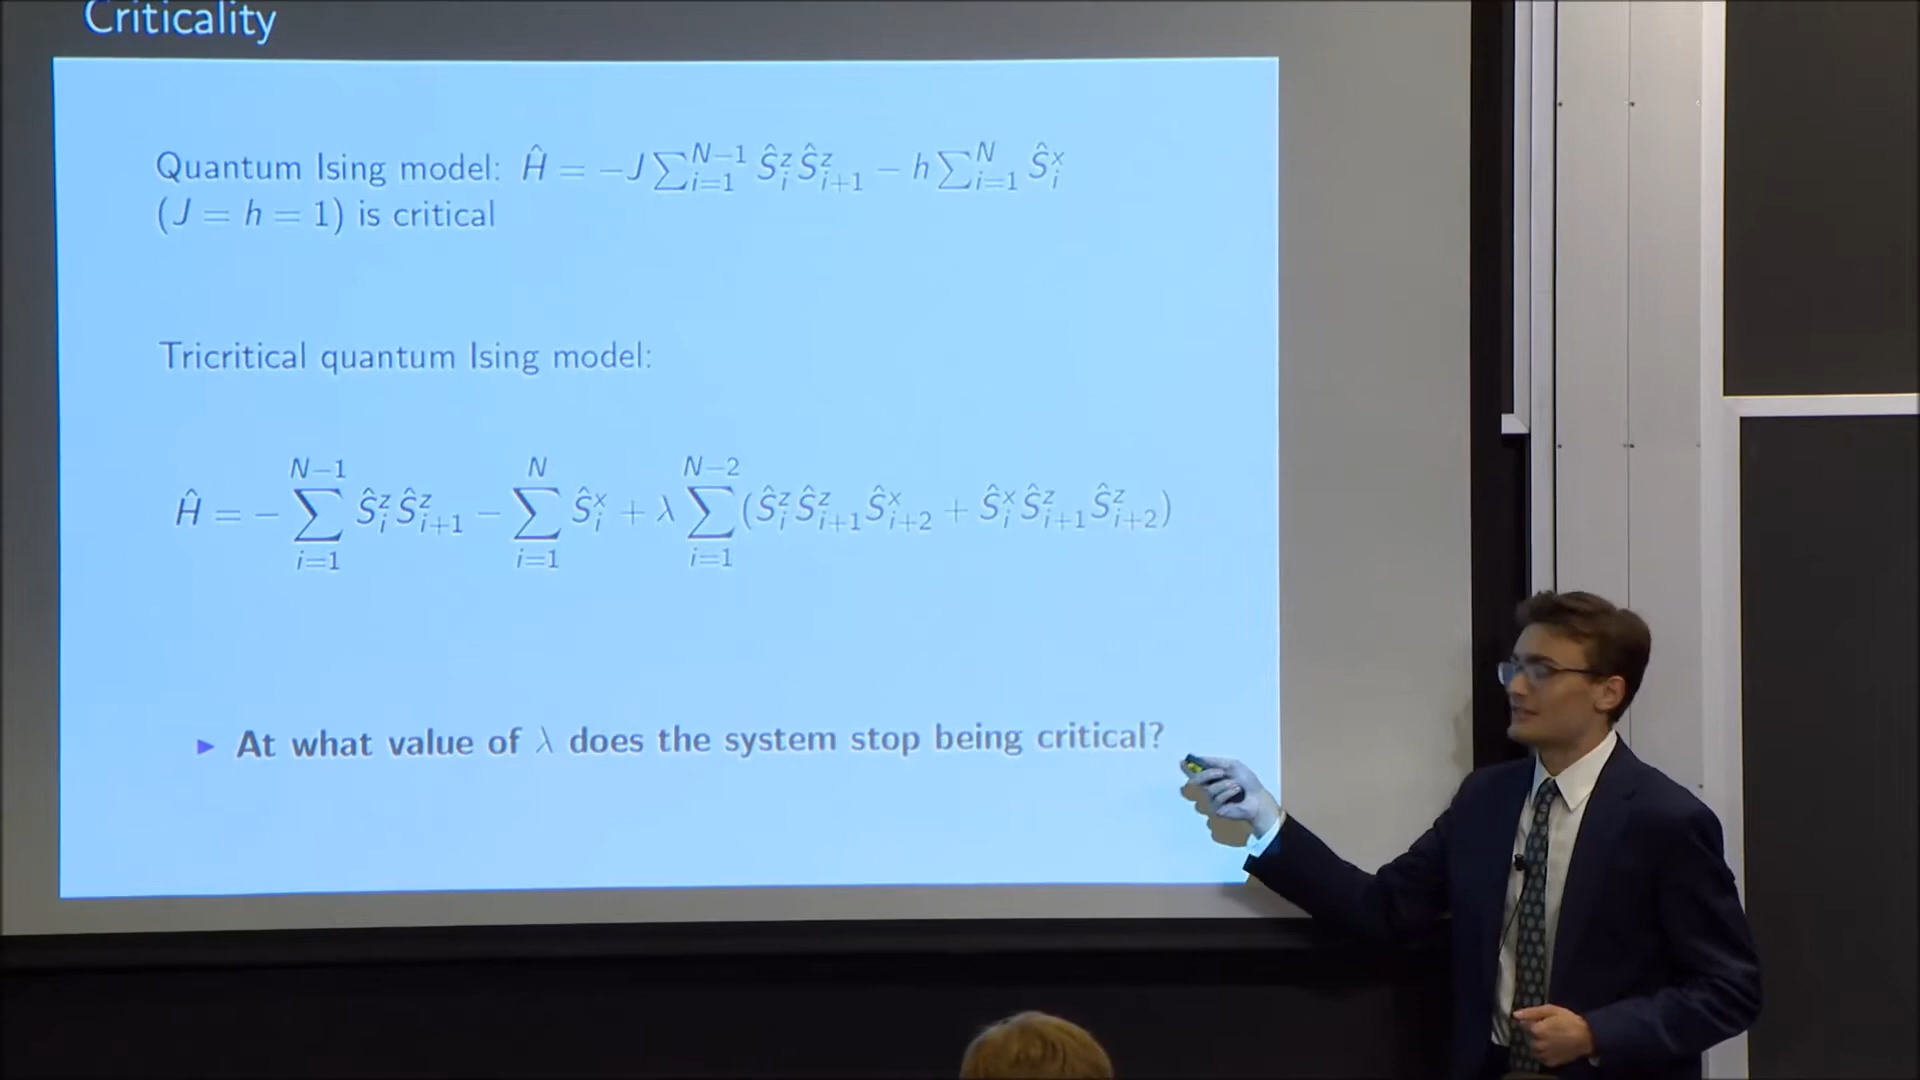 Criticality
Quantum Ising model: Ĥ = −J∑_{i=1}^{N−1} Ŝ_i^z Ŝ_{i+1}^z − h∑_{i=1}^{N} Ŝ_i^x
(J = h = 1) is critical
Tricritical quantum Ising model:
Ĥ = − ∑_{i=1}^{N−1} Ŝ_i^z Ŝ_{i+1}^z − ∑_{i=1}^{N} Ŝ_i^x + λ ∑_{i=1}^{N−2} (Ŝ_i^z Ŝ_{i+1}^z Ŝ_{i+2}^x + Ŝ_i^x Ŝ_{i+1}^z Ŝ_{i+2}^z)
▶ At what value of λ does the system stop being critical?